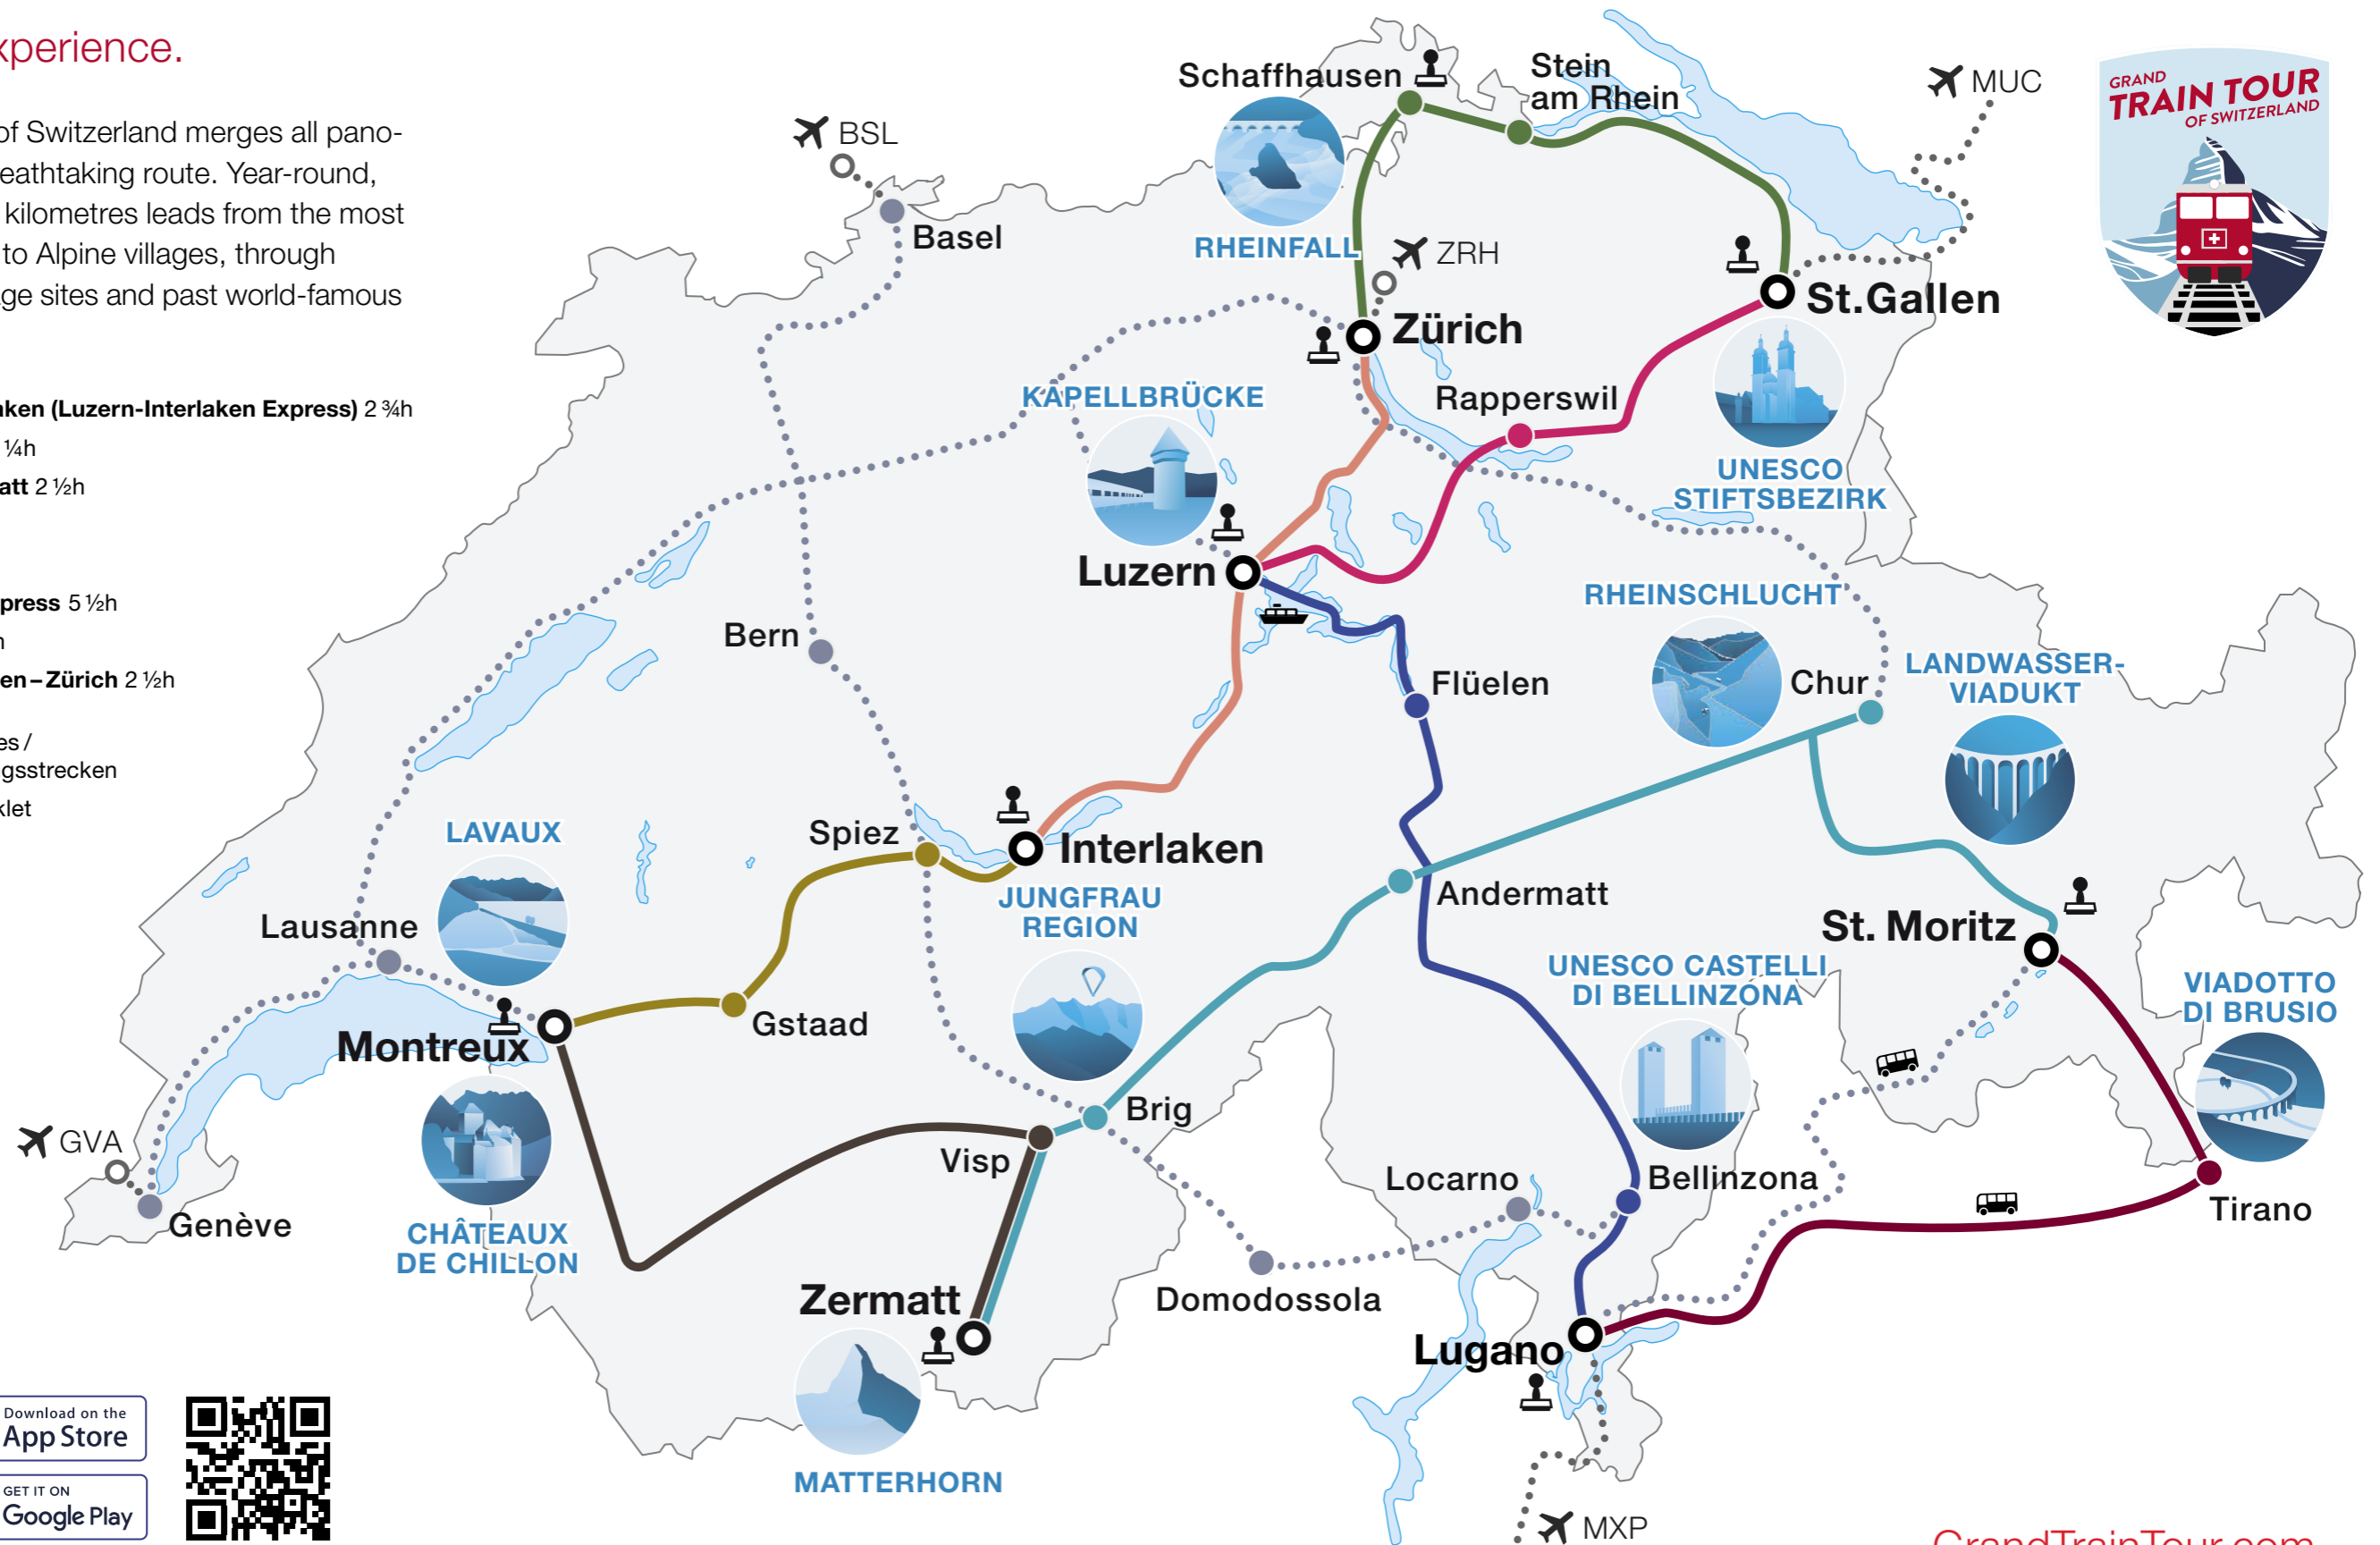 xperience.
of Switzerland merges all pano-
eathtaking route. Year-round,
kilometres leads from the most
to Alpine villages, through
age sites and past world-famous
aken (Luzern-Interlaken Express) 2 ¾h
¼h
att 2 ½h
press 5 ½h
h
en – Zürich 2 ½h
es /
gsstrecken
klet
Download on the
App Store
GET IT ON
Google Play
GRAND
TRAIN TOUR
OF SWITZERLAND
MUC
Schaffhausen
Stein
am Rhein
BSL
Basel
RHEINFALL
ZRH
Zürich
St.Gallen
KAPELLBRÜCKE
Rapperswil
UNESCO
STIFTSBEZIRK
Luzern
RHEINSCHLUCHT
Bern
Flüelen
Chur
LANDWASSER-
VIADUKT
LAVAUX
Spiez
Interlaken
JUNGFRAU
REGION
Andermatt
Lausanne
St. Moritz
UNESCO CASTELLI
DI BELLINZONA
VIADOTTO
DI BRUSIO
Montreux
Gstaad
GVA
Genève
Brig
Visp
Locarno
Bellinzona
Tirano
CHÂTEAUX
DE CHILLON
Zermatt
Domodossola
Lugano
MATTERHORN
MXP
GrandTrainTour.com